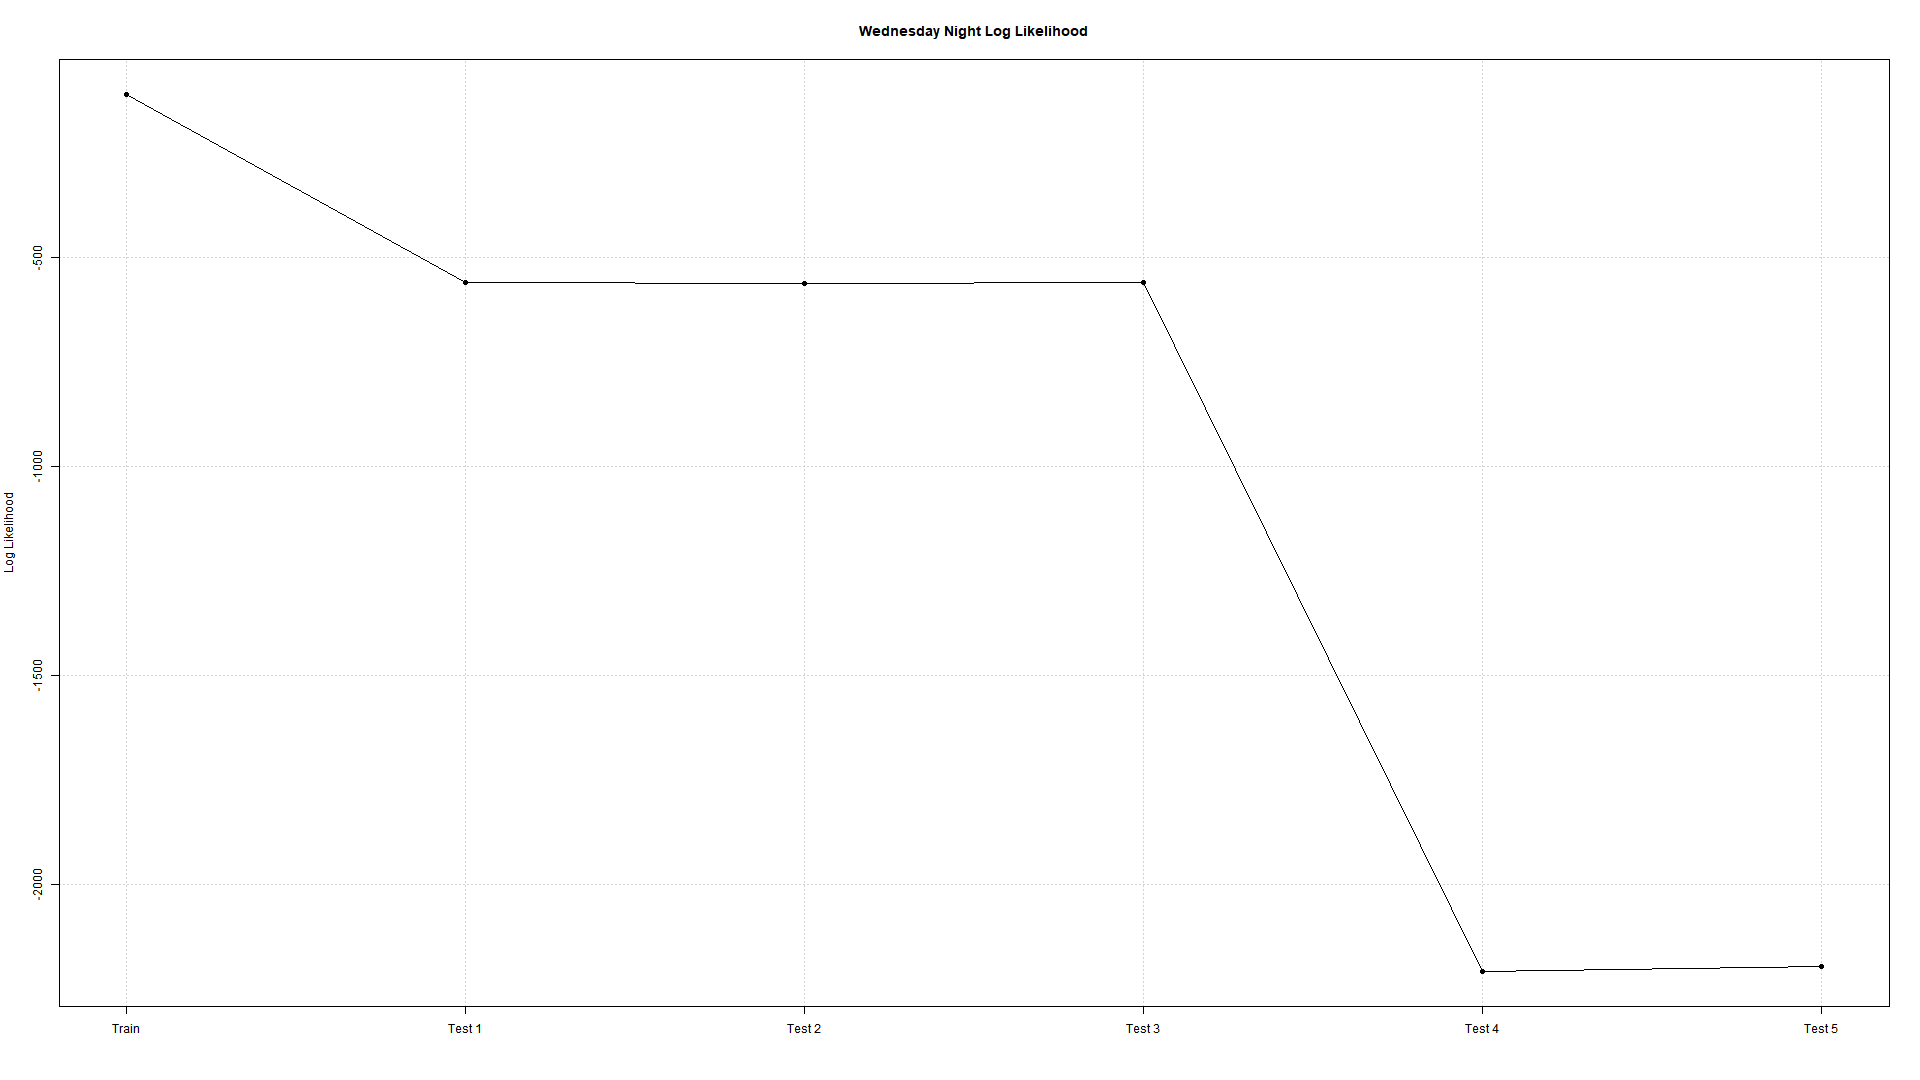 Wednesday Night Log Likelihood
Log Likelihood
-500
-1000
-1500
-2000
Train Test 1 Test 2 Test 3 Test 4 Test 5